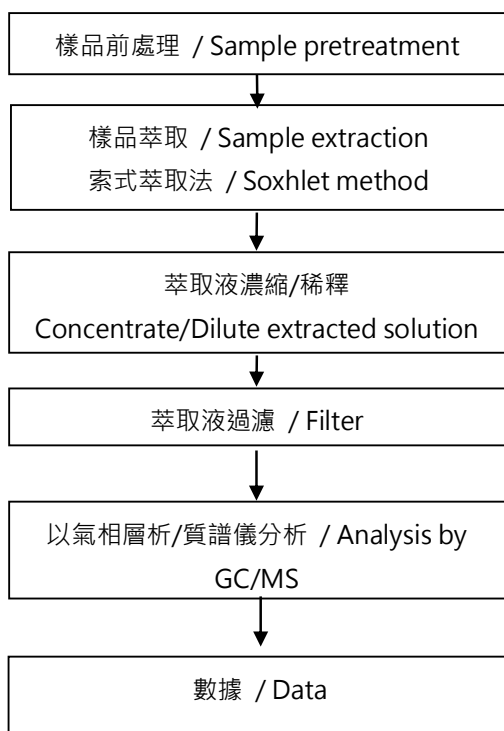 樣品前處理 / Sample pretreatment
樣品萃取 / Sample extraction
索式萃取法 / Soxhlet method
萃取液濃縮/稀釋
Concentrate/Dilute extracted solution
萃取液過濾 / Filter
以氣相層析/質譜儀分析 / Analysis by
GC/MS
數據 / Data